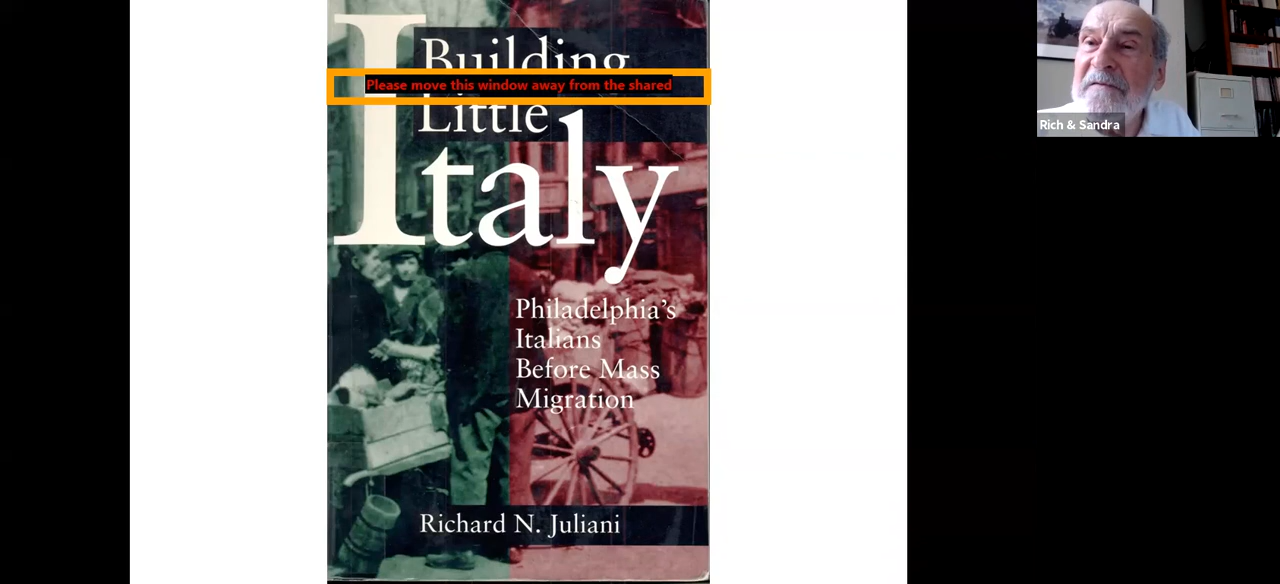 Building
Please move this window away from the shared
Little
Italy
Philadelphia's
Italians
Before Mass
Migration
Richard N. Juliani
Rich & Sandra